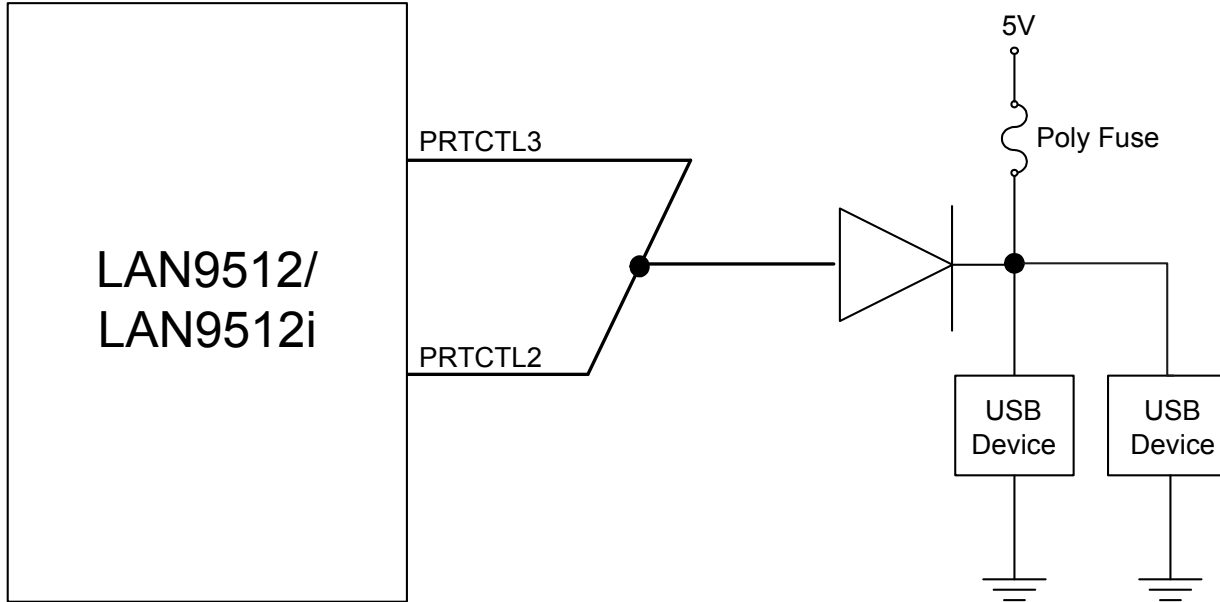 5V
PRTCTL3
Poly Fuse
LAN9512/
LAN9512i
PRTCTL2
USB
Device
USB
Device